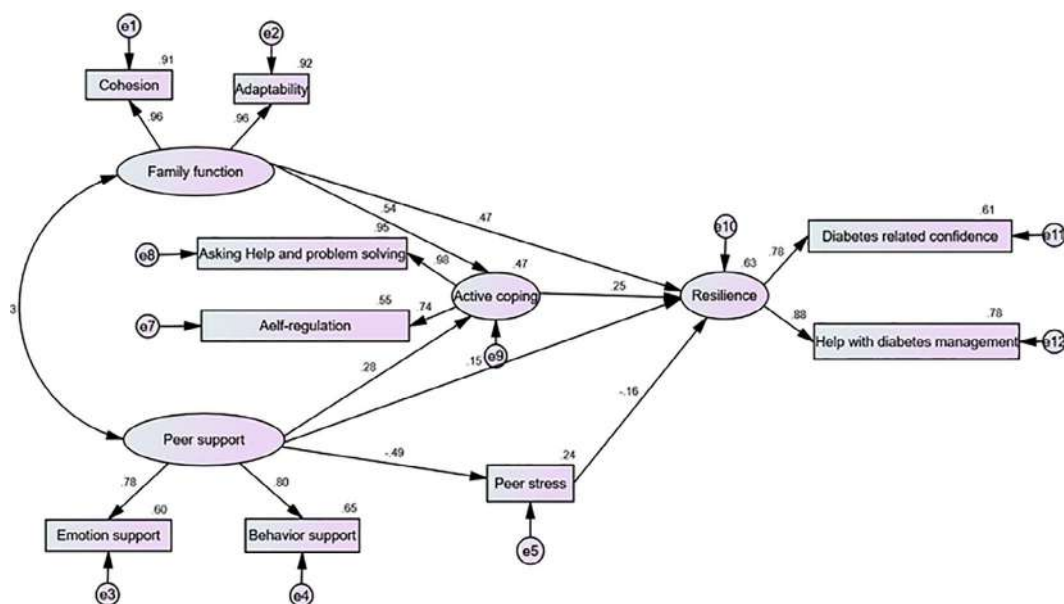 e1
e2
.91
.92
Cohesion
Adaptability
.96
.96
Family function
.54
.47
.95
e8
Asking Help and problem solving
.98
.47
e10
.63
.61
Diabetes related confidence
e11
.78
Active coping
.25
Resilience
.55
.74
e7
Aelf-regulation
3
e9
.88
.78
Help with diabetes management
e12
.28
.15
-.16
Peer support
-.49
.24
Peer stress
.78
.80
.60
.65
Emotion support
Behavior support
e5
e3
e4